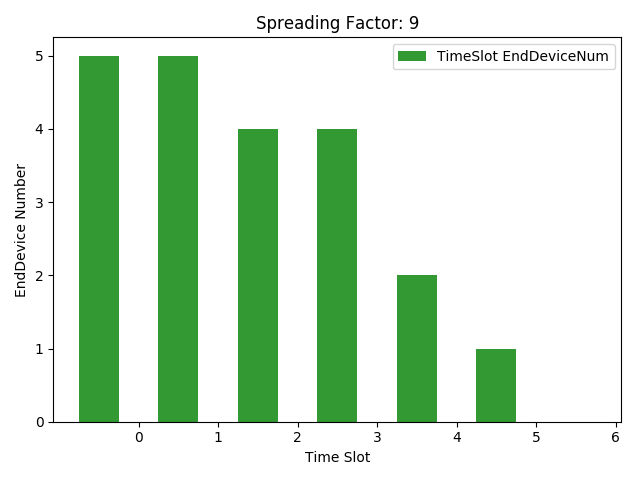 Spreading Factor: 9
TimeSlot EndDeviceNum
EndDevice Number
5
4
3
2
1
0
0 1 2 3 4 5 6
Time Slot